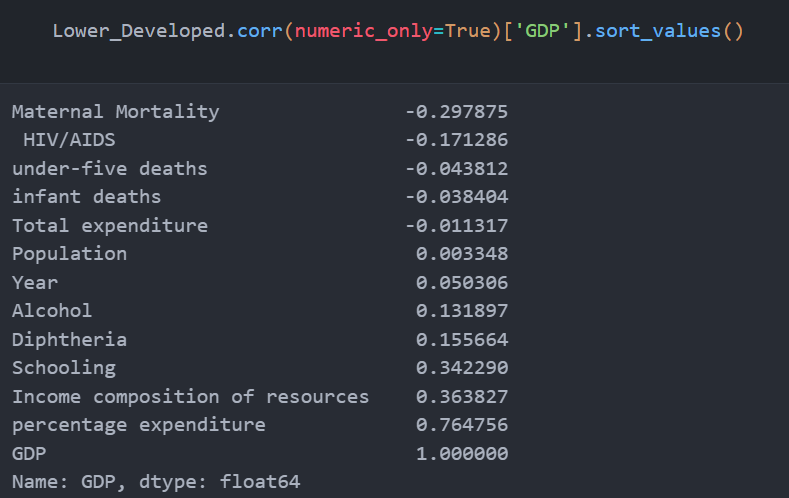 Lower_Developed.corr(numeric_only=True)['GDP'].sort_values()
Maternal Mortality                -0.297875
 HIV/AIDS                         -0.171286
under-five deaths                 -0.043812
infant deaths                     -0.038404
Total expenditure                 -0.011317
Population                         0.003348
Year                               0.050306
Alcohol                            0.131897
Diphtheria                         0.155664
Schooling                          0.342290
Income composition of resources    0.363827
percentage expenditure             0.764756
GDP                                1.000000
Name: GDP, dtype: float64